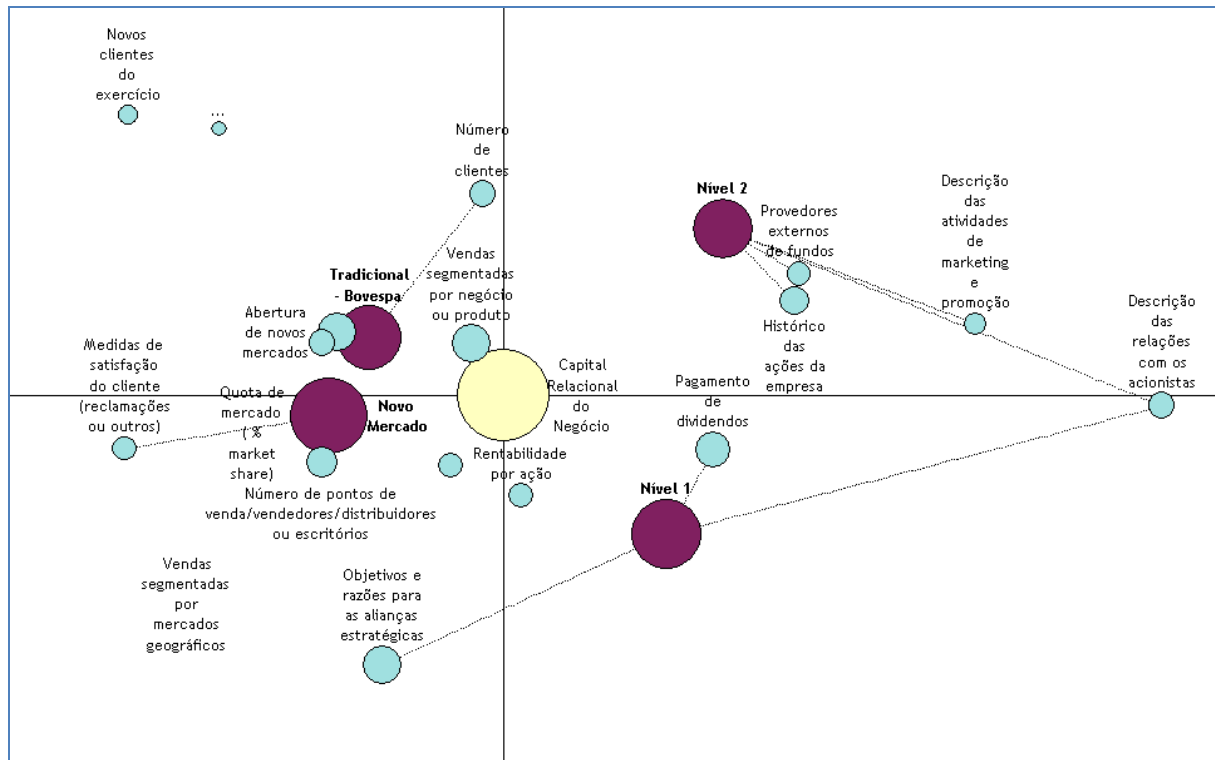 Novos
clientes
do
exercício
...
Número
de
clientes
Nível 2
Provedores
externos
de fundos
Descrição
das
atividades
de
marketing
e
promoção
Tradicional
- Bovespa
Vendas
segmentadas
por negócio
ou produto
Abertura
de novos
mercados
Histórico
das
ações da
empresa
Descrição
das
relações
com os
acionistas
Medidas de
satisfação
do cliente
(reclamações
ou outros)
Quota de
mercado
( %
market
share)
Novo
Mercado
Capital
Relacional
do
Negócio
Pagamento
de
dividendos
Rentabilidade
por ação
Nível 1
Número de pontos de
venda/vendedores/distribuidores
ou escritórios
Vendas
segmentadas
por
mercados
geográficos
Objetivos e
razões para
as alianças
estratégicas